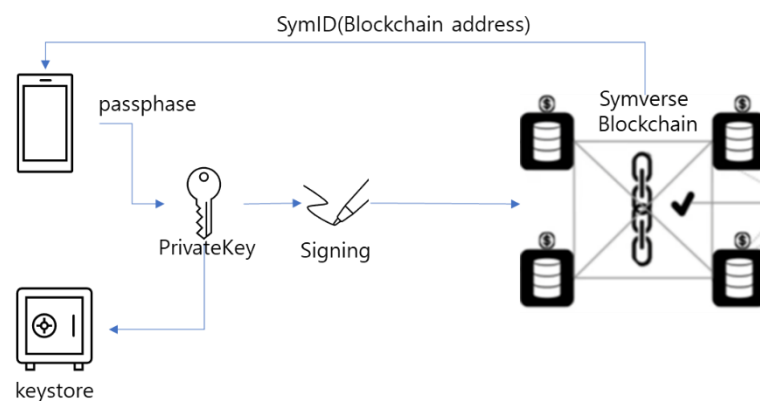 SymID(Blockchain address)
passphase
Symverse
Blockchain
PrivateKey
Signing
keystore
$
$
$
$